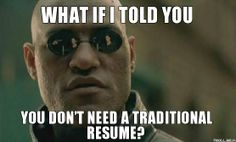 WHAT IF I TOLD YOU
YOU DON'T NEED A TRADITIONAL
RESUME?